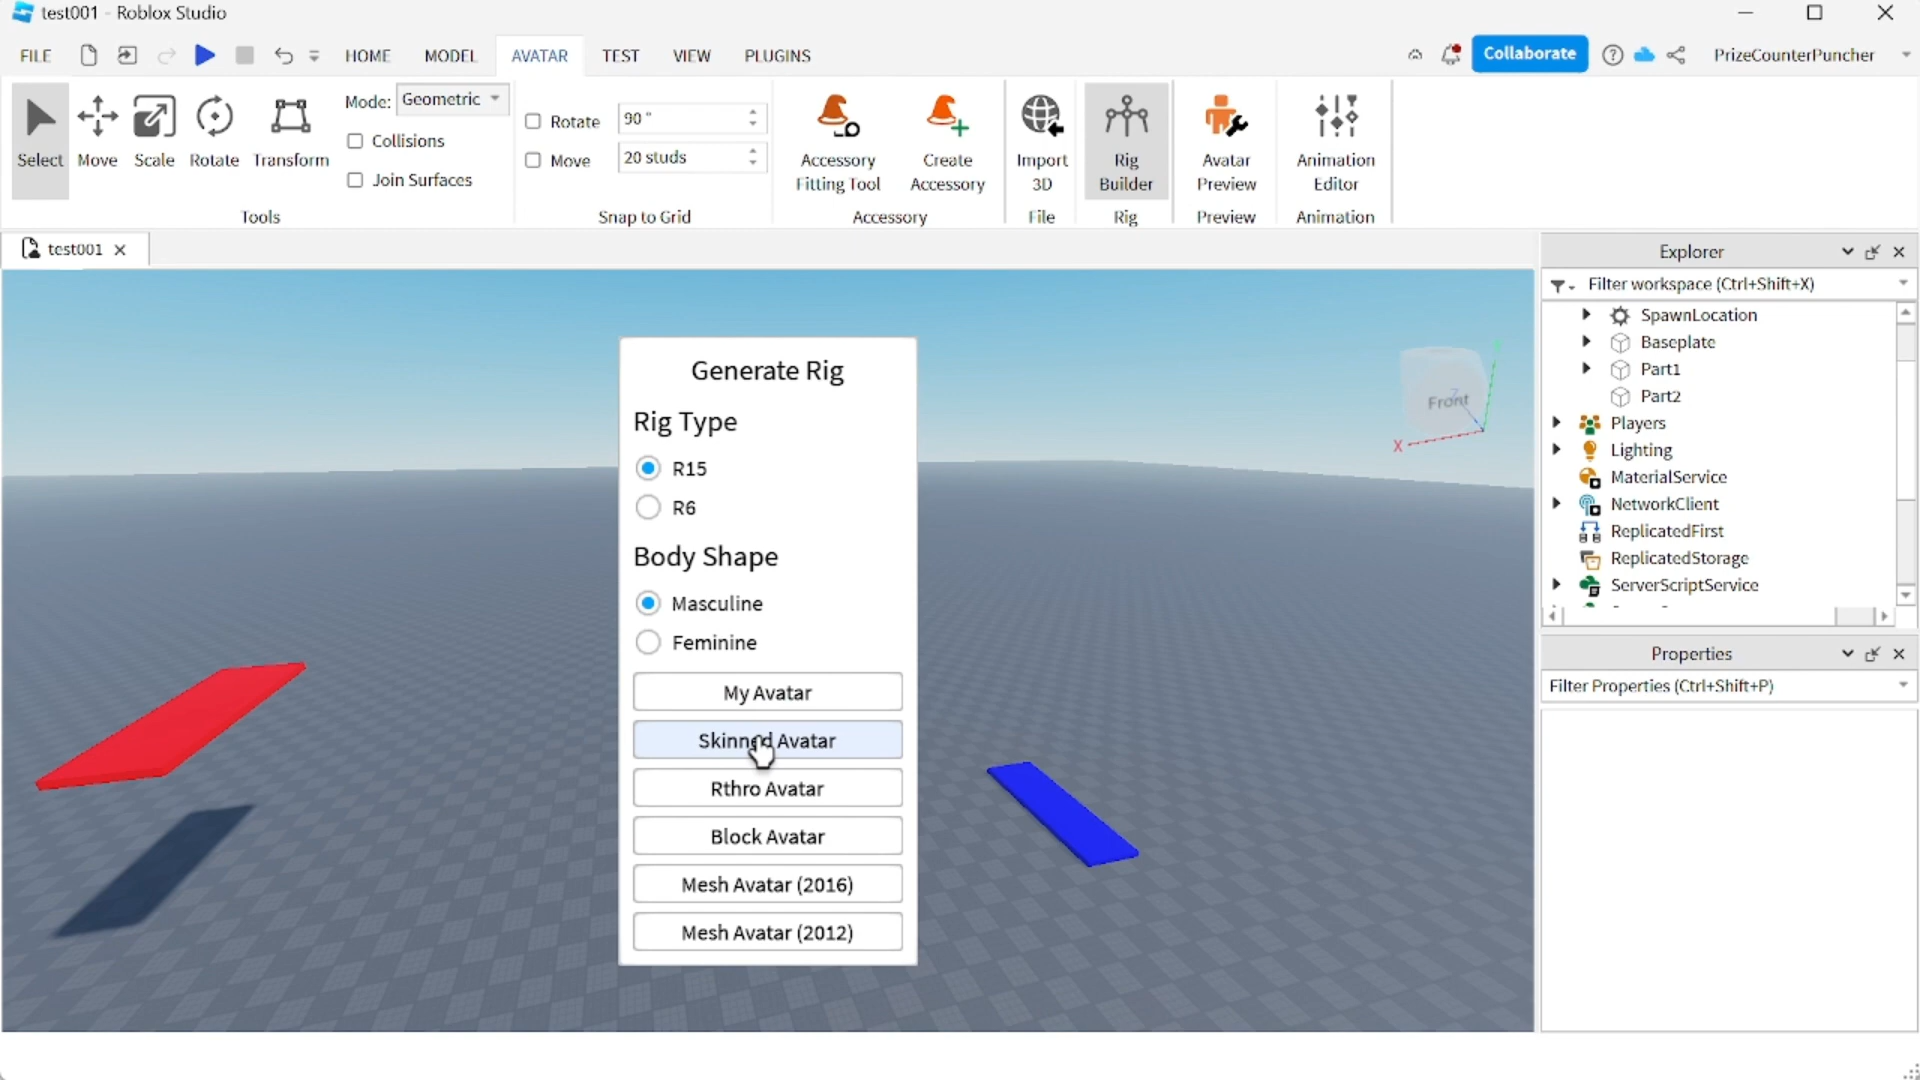 test001 - Roblox Studio
FILE HOME MODEL AVATAR TEST VIEW PLUGINS Collaborate PrizeCounterPuncher
Select Move Scale Rotate Transform
Mode: Geometric
Collisions
Join Surfaces
Tools
Rotate 90 °
Move 20 studs
Snap to Grid
Accessory
Fitting Tool
Create
Accessory
Accessory
Import
3D
File
Rig
Builder
Rig
Avatar
Preview
Preview
Animation
Editor
Animation
test001
Generate Rig
Rig Type
R15
R6
Body Shape
Masculine
Feminine
My Avatar
Skinned Avatar
Rthro Avatar
Block Avatar
Mesh Avatar (2016)
Mesh Avatar (2012)
Front
X
Explorer
Filter workspace (Ctrl+Shift+X)
SpawnLocation
Baseplate
Part1
Part2
Players
Lighting
MaterialService
NetworkClient
ReplicatedFirst
ReplicatedStorage
ServerScriptService
Properties
Filter Properties (Ctrl+Shift+P)